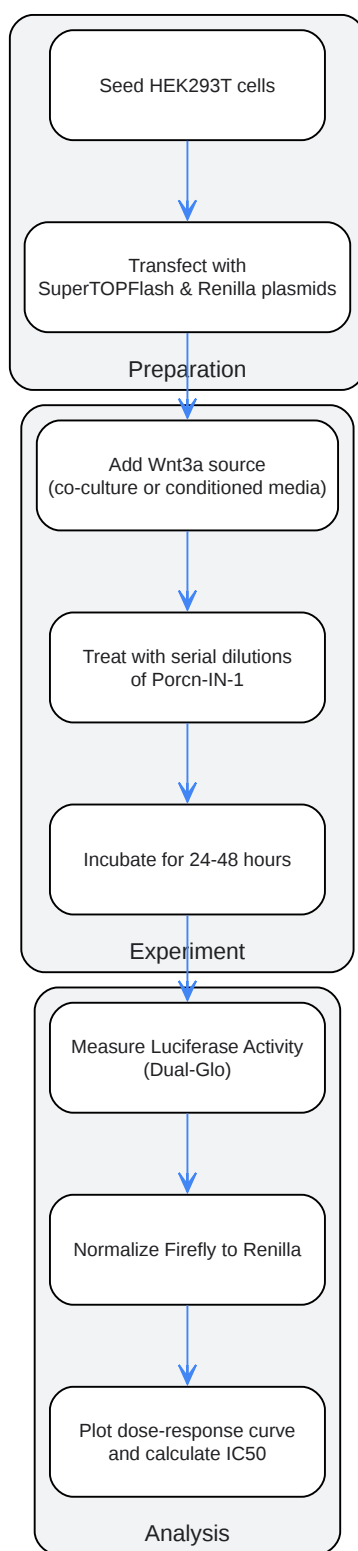 Seed HEK293T cells
Transfect with
SuperTOPFlash & Renilla plasmids
Preparation
Add Wnt3a source
(co-culture or conditioned media)
Treat with serial dilutions
of Porcn-IN-1
Incubate for 24-48 hours
Experiment
Measure Luciferase Activity
(Dual-Glo)
Normalize Firefly to Renilla
Plot dose-response curve
and calculate IC50
Analysis